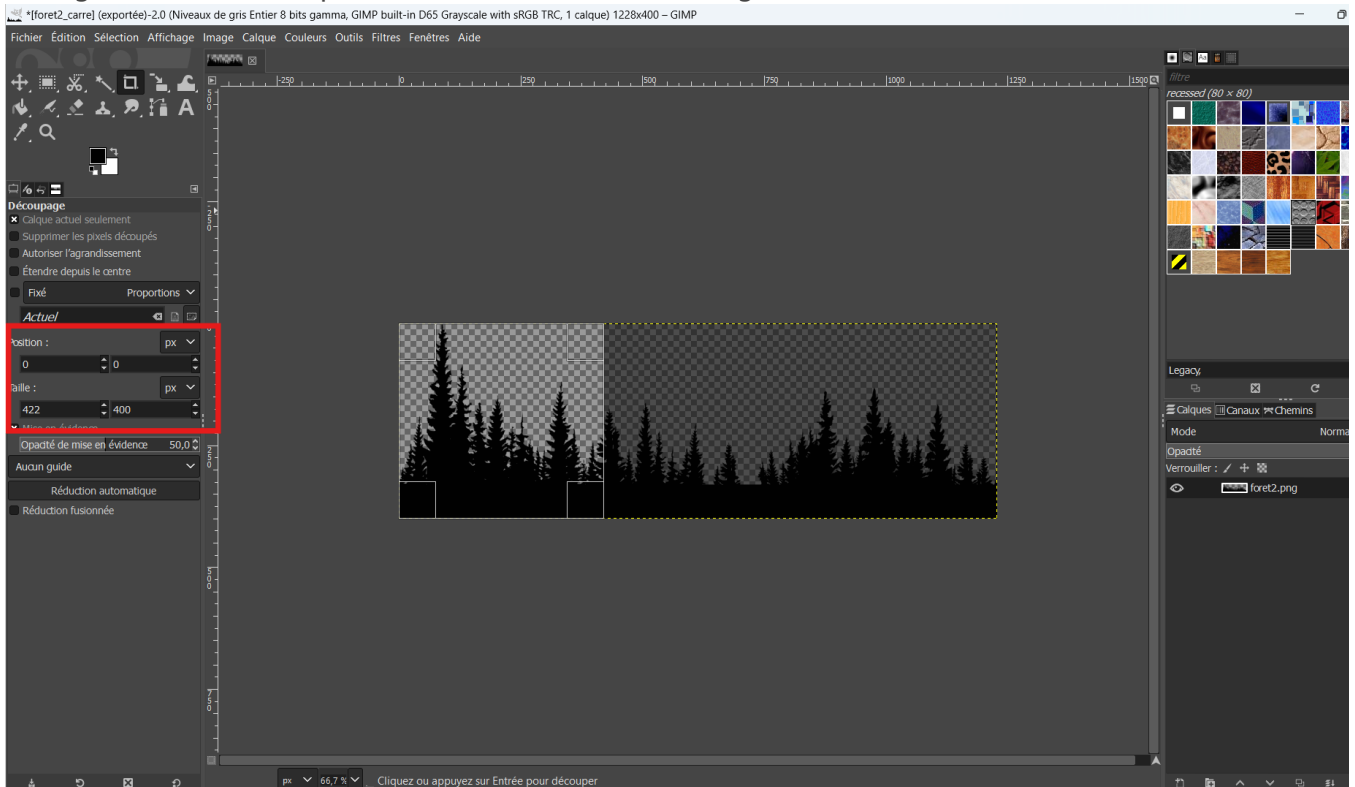 *[foret2_carre] (exportée)-2.0 (Niveaux de gris Entier 8 bits gamma, GIMP built-in D65 Grayscale with sRGB TRC, 1 calque) 1228x400 – GIMP
Fichier Édition Sélection Affichage Image Calque Couleurs Outils Filtres Fenêtres Aide
-250 0 250 500 750 1000 1250 1500
filtre
recessed (80 × 80)
Découpage
Calque actuel seulement
Supprimer les pixels découpés
Autoriser l'agrandissement
Étendre depuis le centre
Fixé Proportions
Actuel
Position : px
0 0
Taille : px
422 400
Mise en évidence
Opacité de mise en évidence 50,0
Aucun guide
Réduction automatique
Réduction fusionnée
Legacy,
Calques Canaux Chemins
Mode Norma
Opacité
Verrouiller :
foret2.png
px 66,7 % Cliquez ou appuyez sur Entrée pour découper